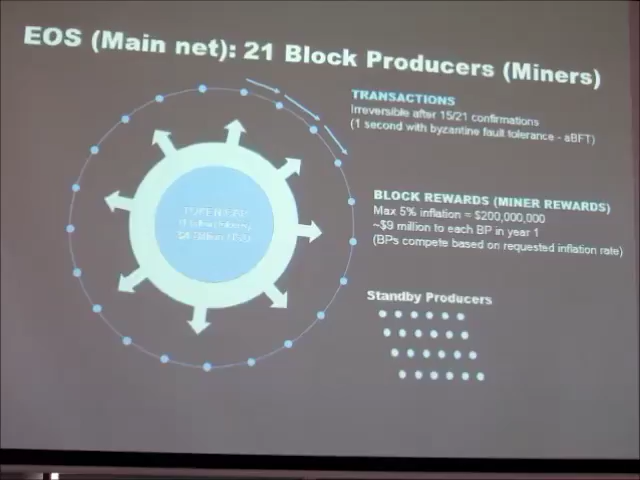 EOS (Main net): 21 Block Producers (Miners)
TRANSACTIONS
Irreversible after 15/21 confirmations
(1 second with byzantine fault tolerance - aBFT)
BLOCK REWARDS (MINER REWARDS)
Max 5% inflation = $200,000,000
~$9 million to each BP in year 1
(BPs compete based on requested inflation rate)
Standby Producers